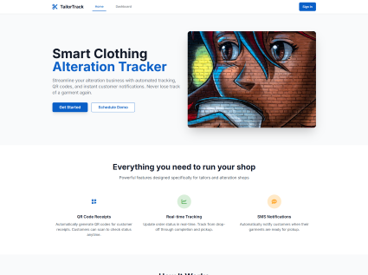 TailorTrack
Home
Dashboard
Sign In
Smart Clothing
Alteration Tracker
Streamline your alteration business with automated tracking,
QR codes, and instant customer notifications. Never lose track
of a garment again.
Get Started
Schedule Demo
Everything you need to run your shop
Powerful features designed specifically for tailors and alteration shops.
QR Code Receipts
Automatically generate QR codes for customer
receipts. Customers can scan to check status
anytime.
Real-time Tracking
Update order status in real-time. Track from drop-
off through completion and pickup.
SMS Notifications
Automatically notify customers when their
garments are ready for pickup.
How It Works